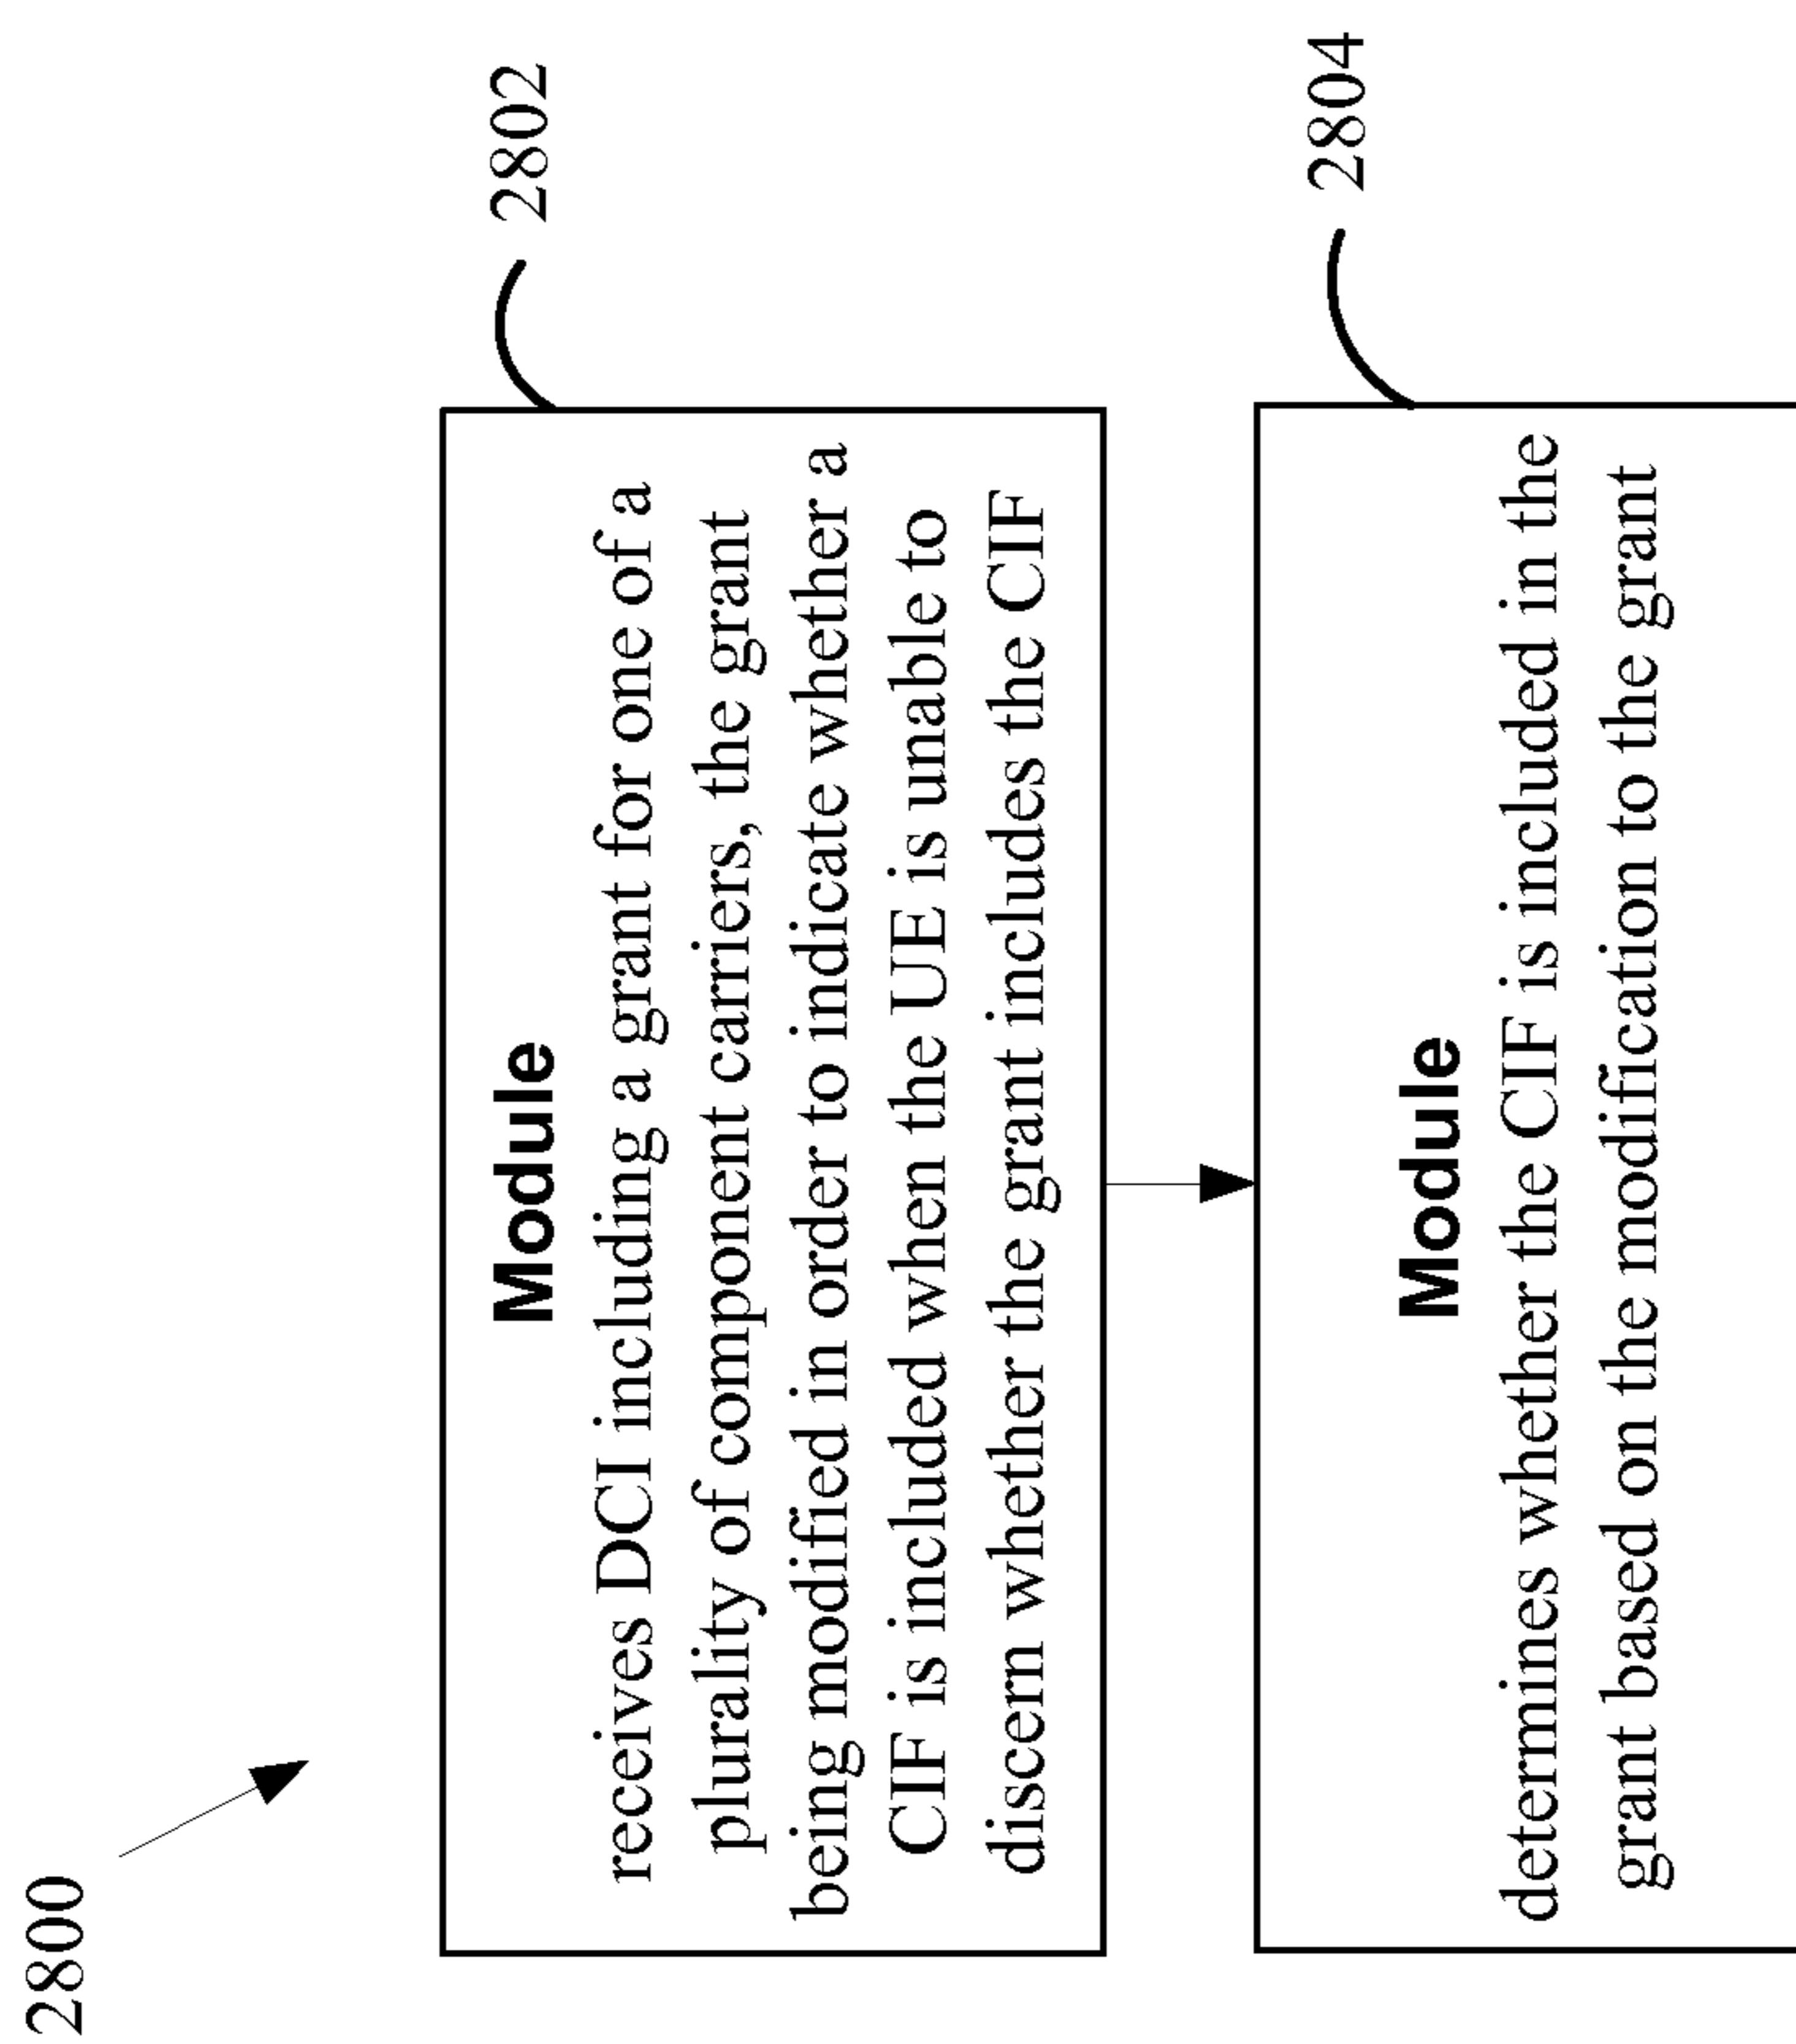 2800
2802
Module
receives DCI including a grant for one of a
plurality of component carriers, the grant
being modified in order to indicate whether a
CIF is included when the UE is unable to
discern whether the grant includes the CIF
2804
Module
determines whether the CIF is included in the
grant based on the modification to the grant